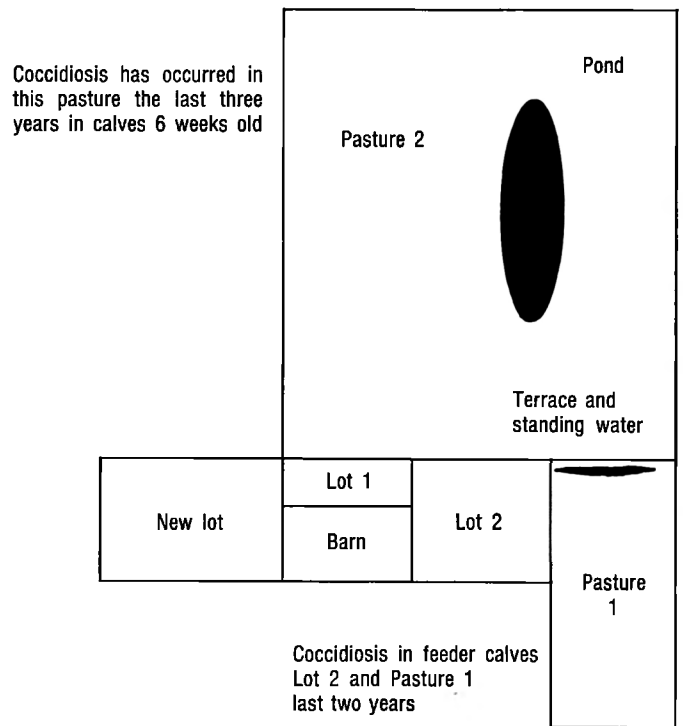 Coccidiosis has occurred in
this pasture the last three
years in calves 6 weeks old
Pond
Pasture 2
Terrace and
standing water
New lot
Lot 1
Barn
Lot 2
Pasture
1
Coccidiosis in feeder calves
Lot 2 and Pasture 1
last two years